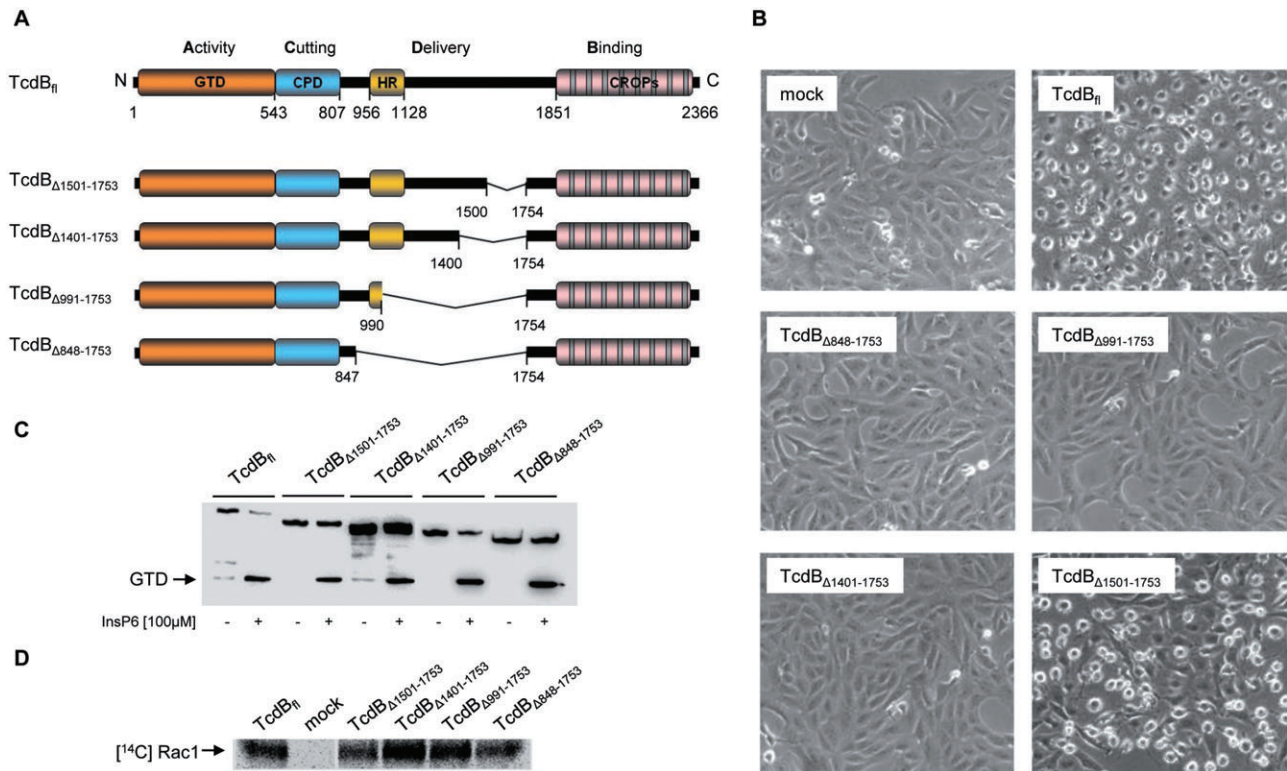 A
Activity Cutting Delivery Binding
TcdBfl N GTD CPD HR CROPs C
1 543 807 956 1128 1851 2366
TcdBΔ1501-1753
1500 1754
TcdBΔ1401-1753
1400 1754
TcdBΔ991-1753
990 1754
TcdBΔ848-1753
847 1754
B
mock
TcdBfl
TcdBΔ848-1753
TcdBΔ991-1753
TcdBΔ1401-1753
TcdBΔ1501-1753
C
TcdBfl TcdBΔ1501-1753 TcdBΔ1401-1753 TcdBΔ991-1753 TcdBΔ848-1753
GTD
InsP6 [100µM] - + - + - + - + - +
D
TcdBfl mock TcdBΔ1501-1753 TcdBΔ1401-1753 TcdBΔ991-1753 TcdBΔ848-1753
[¹⁴C] Rac1